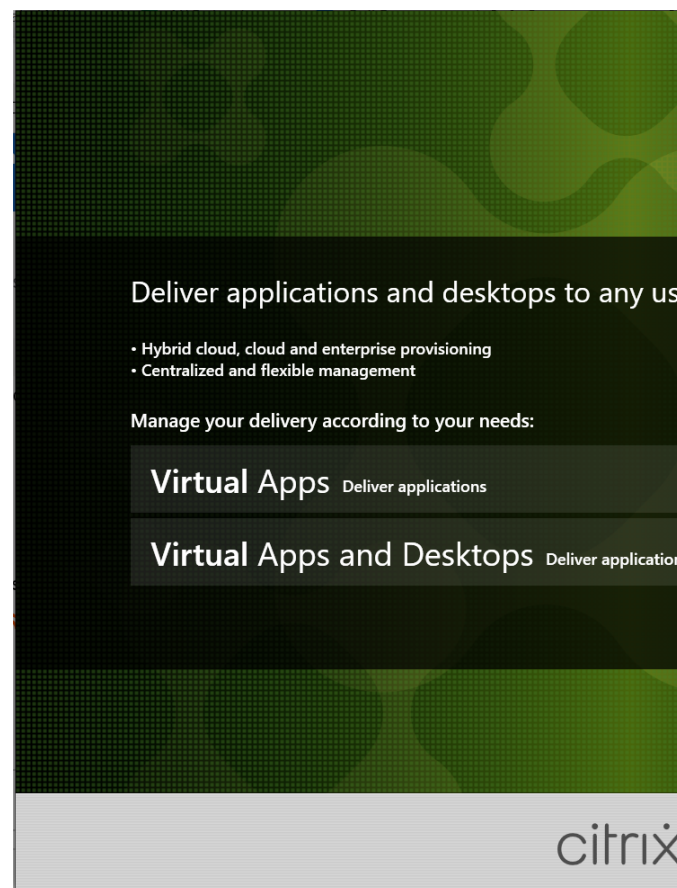 Deliver applications and desktops to any us
• Hybrid cloud, cloud and enterprise provisioning
• Centralized and flexible management
Manage your delivery according to your needs:
Virtual Apps Deliver applications
Virtual Apps and Desktops Deliver application
citrix